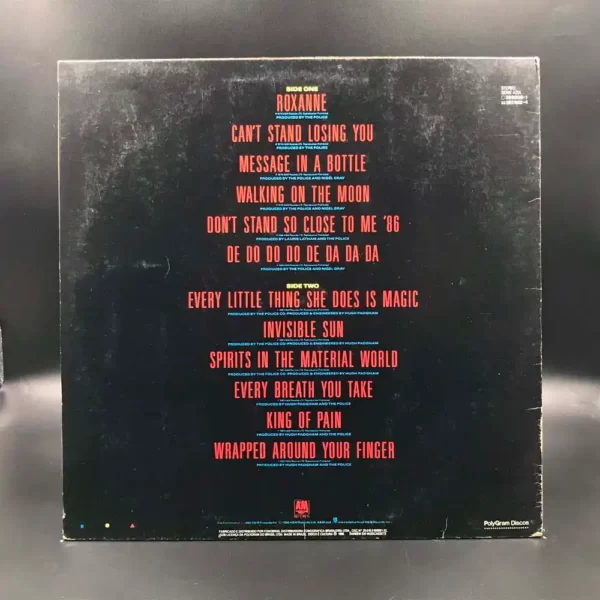 SIDE ONE
ROXANNE
PRODUCED BY THE POLICE
CAN'T STAND LOSING YOU
PRODUCED BY THE POLICE
MESSAGE IN A BOTTLE
PRODUCED BY THE POLICE AND NIGEL GRAY
WALKING ON THE MOON
PRODUCED BY THE POLICE AND NIGEL GRAY
DON'T STAND SO CLOSE TO ME '86
PRODUCED BY LAURIE LATHAM AND THE POLICE
DE DO DO DO DE DA DA DA
PRODUCED BY THE POLICE AND NIGEL GRAY
SIDE TWO
EVERY LITTLE THING SHE DOES IS MAGIC
PRODUCED BY THE POLICE CO-PRODUCED & ENGINEERED BY HUGH PADGHAM
INVISIBLE SUN
PRODUCED BY THE POLICE CO-PRODUCED & ENGINEERED BY HUGH PADGHAM
SPIRITS IN THE MATERIAL WORLD
PRODUCED BY THE POLICE CO-PRODUCED & ENGINEERED BY HUGH PADGHAM
EVERY BREATH YOU TAKE
PRODUCED BY HUGH PADGHAM AND THE POLICE
KING OF PAIN
PRODUCED BY HUGH PADGHAM AND THE POLICE
WRAPPED AROUND YOUR FINGER
PRODUCED BY HUGH PADGHAM AND THE POLICE
A&M
PolyGram Discos